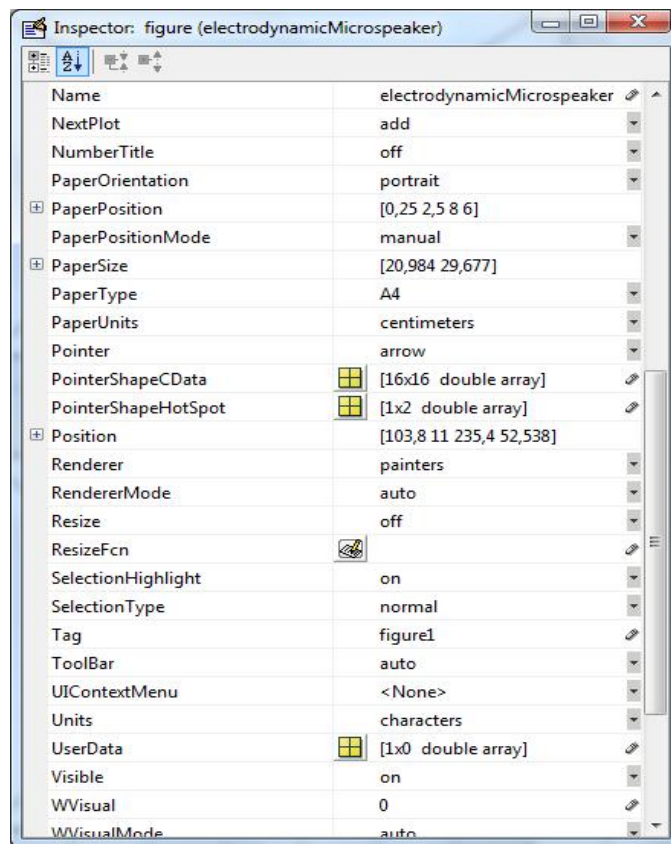 Inspector: figure (electrodynamicMicrospeaker)
Name electrodynamicMicrospeaker
NextPlot add
NumberTitle off
PaperOrientation portrait
PaperPosition [0,25 2,5 8 6]
PaperPositionMode manual
PaperSize [20,984 29,677]
PaperType A4
PaperUnits centimeters
Pointer arrow
PointerShapeCData [16x16 double array]
PointerShapeHotSpot [1x2 double array]
Position [103,8 11 235,4 52,538]
Renderer painters
RendererMode auto
Resize off
ResizeFcn
SelectionHighlight on
SelectionType normal
Tag figure1
ToolBar auto
UIContextMenu <None>
Units characters
UserData [1x0 double array]
Visible on
WVisual 0
WVisualMode auto